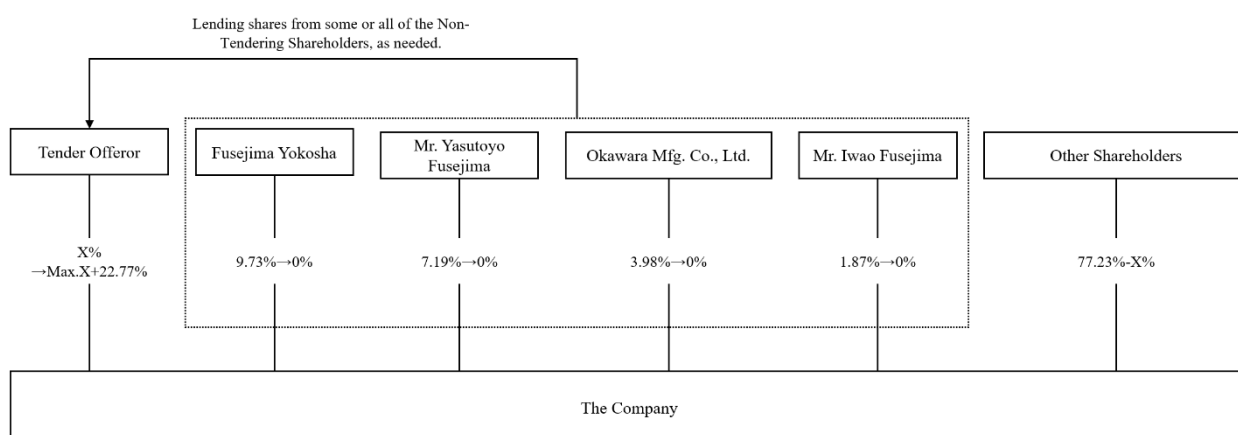 Lending shares from some or all of the Non-
Tendering Shareholders, as needed.
Tender Offeror
Fusejima Yokosha
Mr. Yasutoyo
Fusejima
Okawara Mfg. Co., Ltd.
Mr. Iwao Fusejima
Other Shareholders
X%
→Max.X+22.77%
9.73%→0%
7.19%→0%
3.98%→0%
1.87%→0%
77.23%-X%
The Company